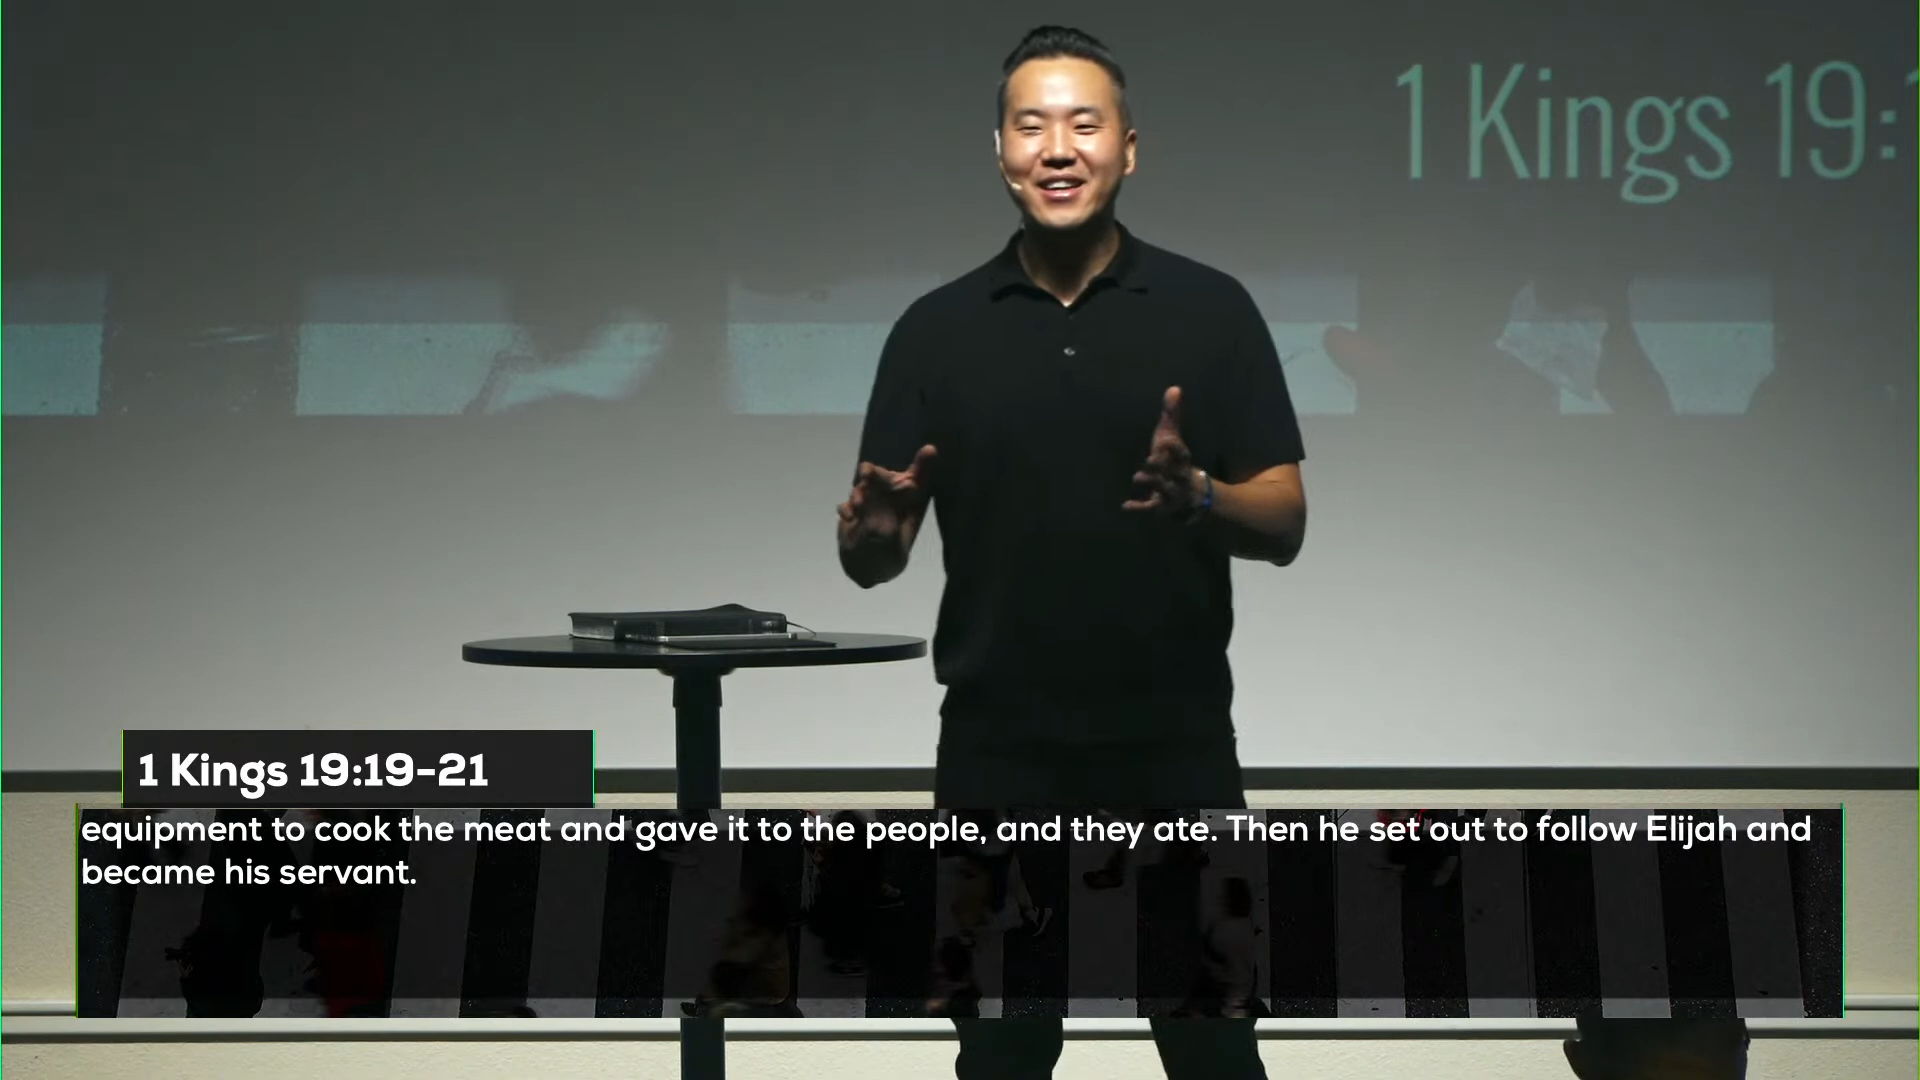 1 Kings 19:
1 Kings 19:19-21
equipment to cook the meat and gave it to the people, and they ate. Then he set out to follow Elijah and
became his servant.